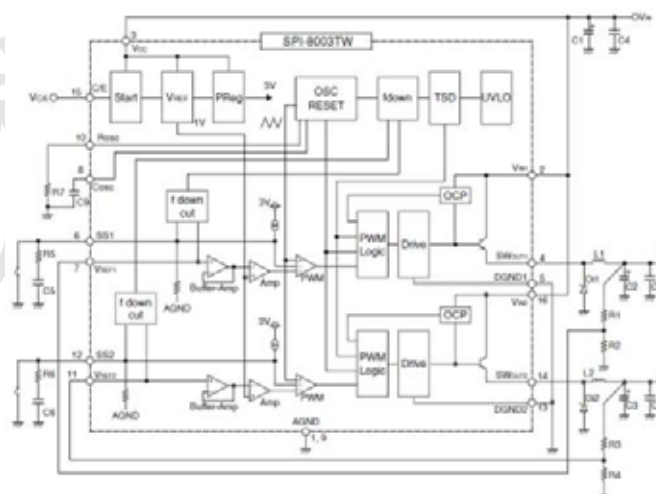 SPI-8003TW
VIN
3
VCC
C1
C4
VC/E
15
C/E
Start
VREF
PReg
3V
1V
OSC
RESET
fdown
TSD
UVLO
10
ROSC
8
COSC
R7
C9
f down
cut
VIN1
2
OCP
PWM
Logic
Drive
6
SS1
3V
R5
7
VREF1
C5
Buffer-Amp
Amp
PWM
AGND
SWOUT1
4
L1
DGND1
5
Di1
C2
VIN2
16
R1
R2
f down
cut
3V
OCP
12
SS2
R6
11
VREF2
C6
PWM
Logic
Drive
Buffer-Amp
Amp
PWM
AGND
SWOUT2
14
L2
DGND2
13
Di2
C3
AGND
1, 9
R3
R4